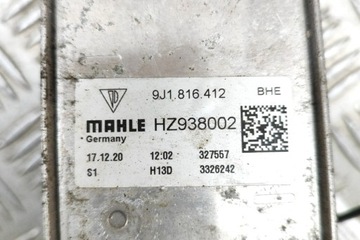 9J1.816.412 BHE
MAHLE HZ938002
Germany
17.12.20 12:02 327557
S1 H13D 3326242